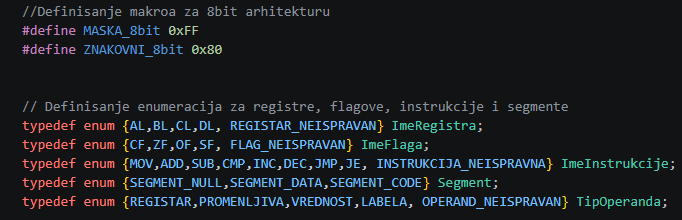 //Definisanje makroa za 8bit arhitekturu
#define MASKA_8bit 0xFF
#define ZNAKOVNI_8bit 0x80
// Definisanje enumeracija za registre, flagove, instrukcije i segmente
typedef enum {AL,BL,CL,DL, REGISTAR_NEISPRAVAN} ImeRegistra;
typedef enum {CF,ZF,OF,SF, FLAG_NEISPRAVAN} ImeFlaga;
typedef enum {MOV,ADD,SUB,CMP,INC,DEC,JMP,JE, INSTRUKCIJA_NEISPRAVNA} ImeInstrukcije;
typedef enum {SEGMENT_NULL,SEGMENT_DATA,SEGMENT_CODE} Segment;
typedef enum {REGISTAR,PROMENLJIVA,VREDNOST,LABELA, OPERAND_NEISPRAVAN} TipOperanda;